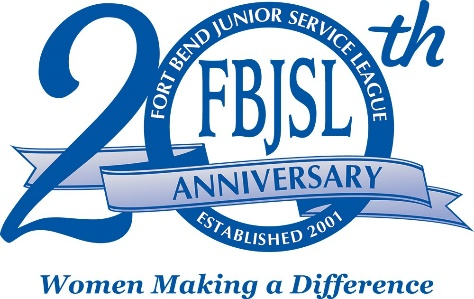 20th
FORT BEND JUNIOR SERVICE LEAGUE
FBJSL
ANNIVERSARY
ESTABLISHED 2001
Women Making a Difference